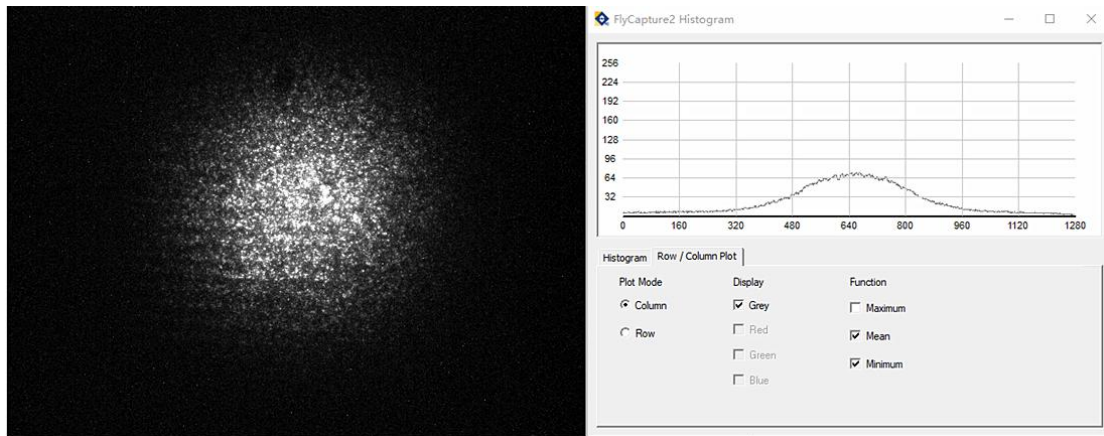 FlyCapture2 Histogram
256
224
192
160
128
96
64
32
0 160 320 480 640 800 960 1120 1280
Histogram Row / Column Plot
Plot Mode Display Function
Column Grey Maximum
Row Red Mean
Green Minimum
Blue